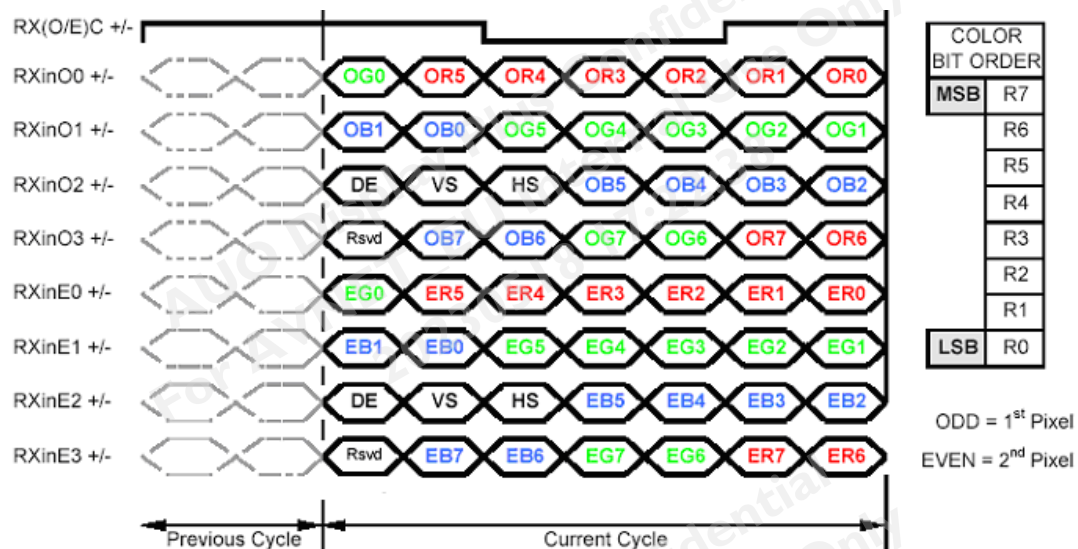 RX(O/E)C +/-
RXinO0 +/- OG0 OR5 OR4 OR3 OR2 OR1 OR0
RXinO1 +/- OB1 OB0 OG5 OG4 OG3 OG2 OG1
RXinO2 +/- DE VS HS OB5 OB4 OB3 OB2
RXinO3 +/- Rsvd OB7 OB6 OG7 OG6 OR7 OR6
RXinE0 +/- EG0 ER5 ER4 ER3 ER2 ER1 ER0
RXinE1 +/- EB1 EB0 EG5 EG4 EG3 EG2 EG1
RXinE2 +/- DE VS HS EB5 EB4 EB3 EB2
RXinE3 +/- Rsvd EB7 EB6 EG7 EG6 ER7 ER6
Previous Cycle Current Cycle
COLOR
BIT ORDER
MSB R7
R6
R5
R4
R3
R2
R1
LSB R0
ODD = 1st Pixel
EVEN = 2nd Pixel
AUO Display Plus Confidential